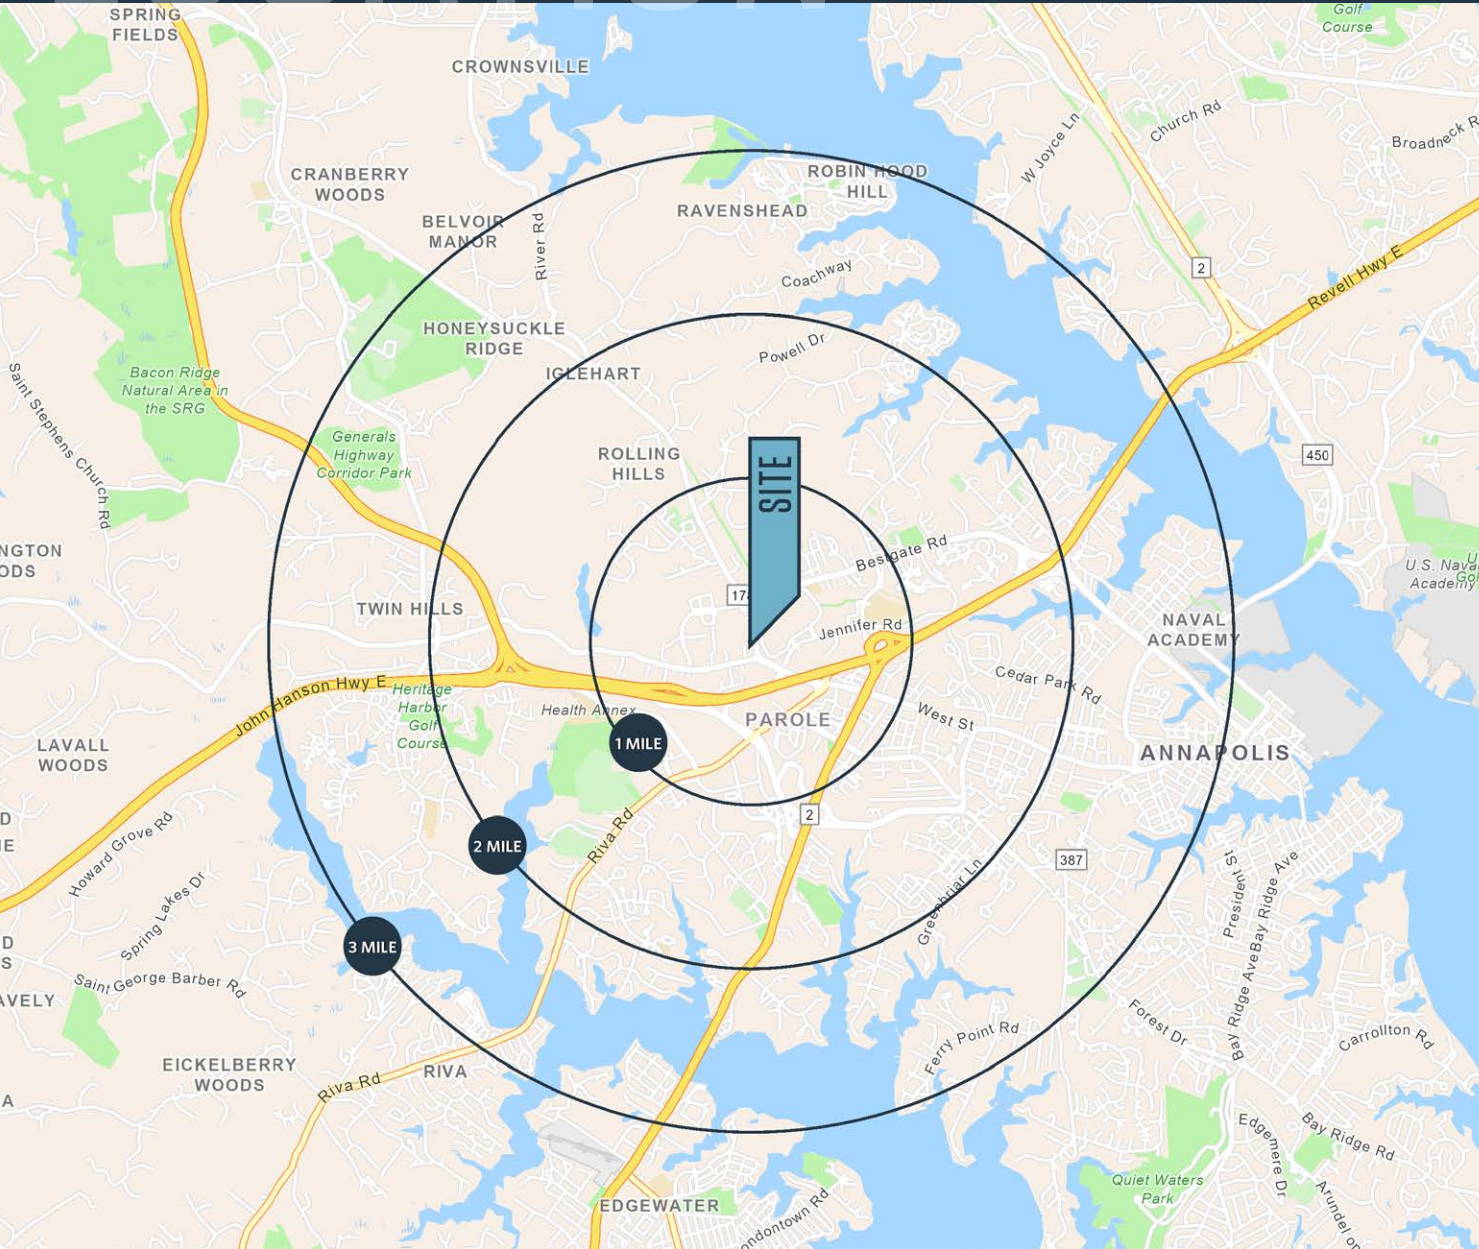 SPRING
FIELDS
Golf
Course
CROWNSVILLE
Church Rd
W Joyce Ln
CRANBERRY
WOODS
ROBIN HOOD
HILL
RAVENSHEAD
BELVOIR
MANOR
River Rd
2
Revell Hwy E
Coachway
HONEYSUCKLE
RIDGE
Powell Dr
IGLEHART
Bacon Ridge
Natural Area in
the SRG
Saint Stephens Church Rd
Generals
Highway
Corridor Park
ROLLING
HILLS
SITE
450
Bestgate Rd
TWIN HILLS
Jennifer Rd
NAVAL
ACADEMY
John Hanson Hwy E
Heritage
Harbor
Golf
Course
Health Annex
Cedar Park Rd
West St
PAROLE
1 MILE
ANNAPOLIS
LAVALL
WOODS
2
Howard Grove Rd
Riva Rd
2 MILE
387
President St
Bay Ridge Ave
Bay Ridge Ave
Greenbriar Ln
Spring Lakes Dr
3 MILE
Saint George Barber Rd
Forest Dr
Ferry Point Rd
Carrollton Rd
EICKELBERRY
WOODS
Riva Rd
RIVA
Edgemere Dr
Bay Ridge Rd
Quiet Waters
Park
EDGEWATER